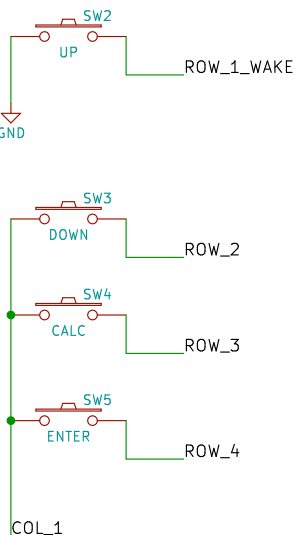 SW2
UP
ROW_1_WAKE
GND
SW3
DOWN
ROW_2
SW4
CALC
ROW_3
SW5
ENTER
ROW_4
COL_1